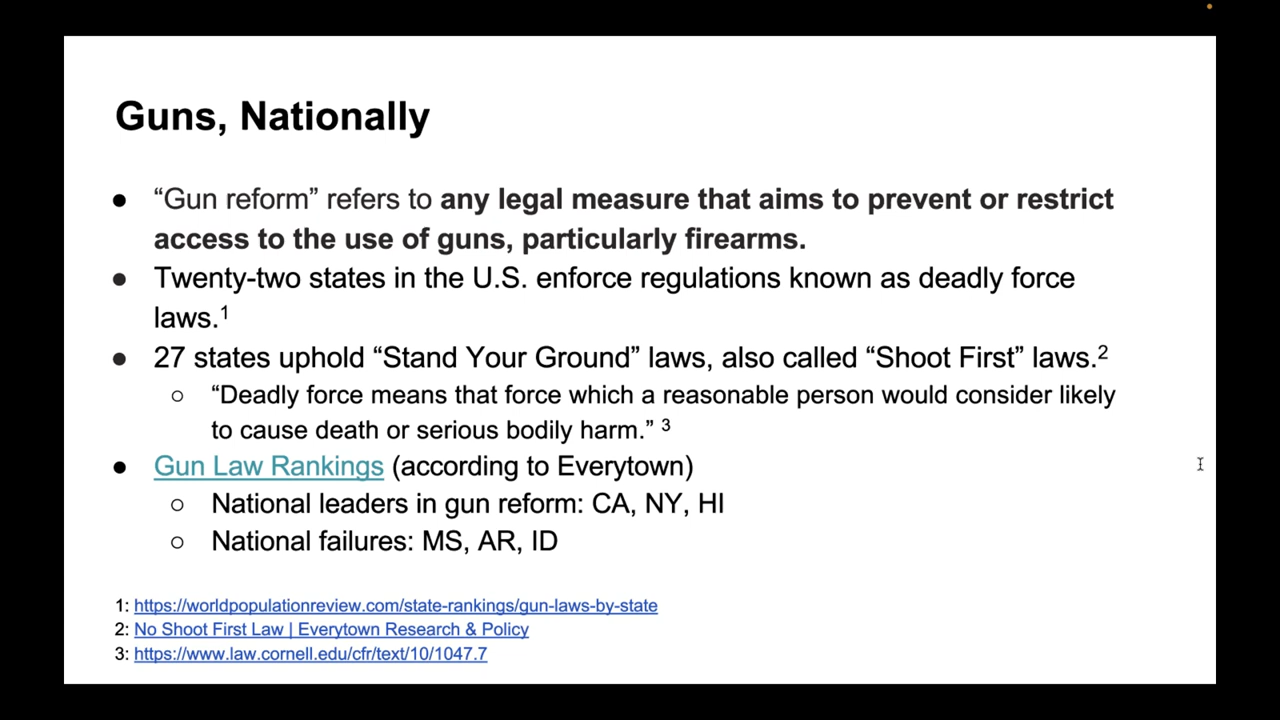 Guns, Nationally
● “Gun reform” refers to any legal measure that aims to prevent or restrict
access to the use of guns, particularly firearms.
● Twenty-two states in the U.S. enforce regulations known as deadly force
laws.¹
● 27 states uphold “Stand Your Ground” laws, also called “Shoot First” laws.²
○ “Deadly force means that force which a reasonable person would consider likely
to cause death or serious bodily harm.” ³
● Gun Law Rankings (according to Everytown)
○ National leaders in gun reform: CA, NY, HI
○ National failures: MS, AR, ID
1: https://worldpopulationreview.com/state-rankings/gun-laws-by-state
2: No Shoot First Law | Everytown Research & Policy
3: https://www.law.cornell.edu/cfr/text/10/1047.7